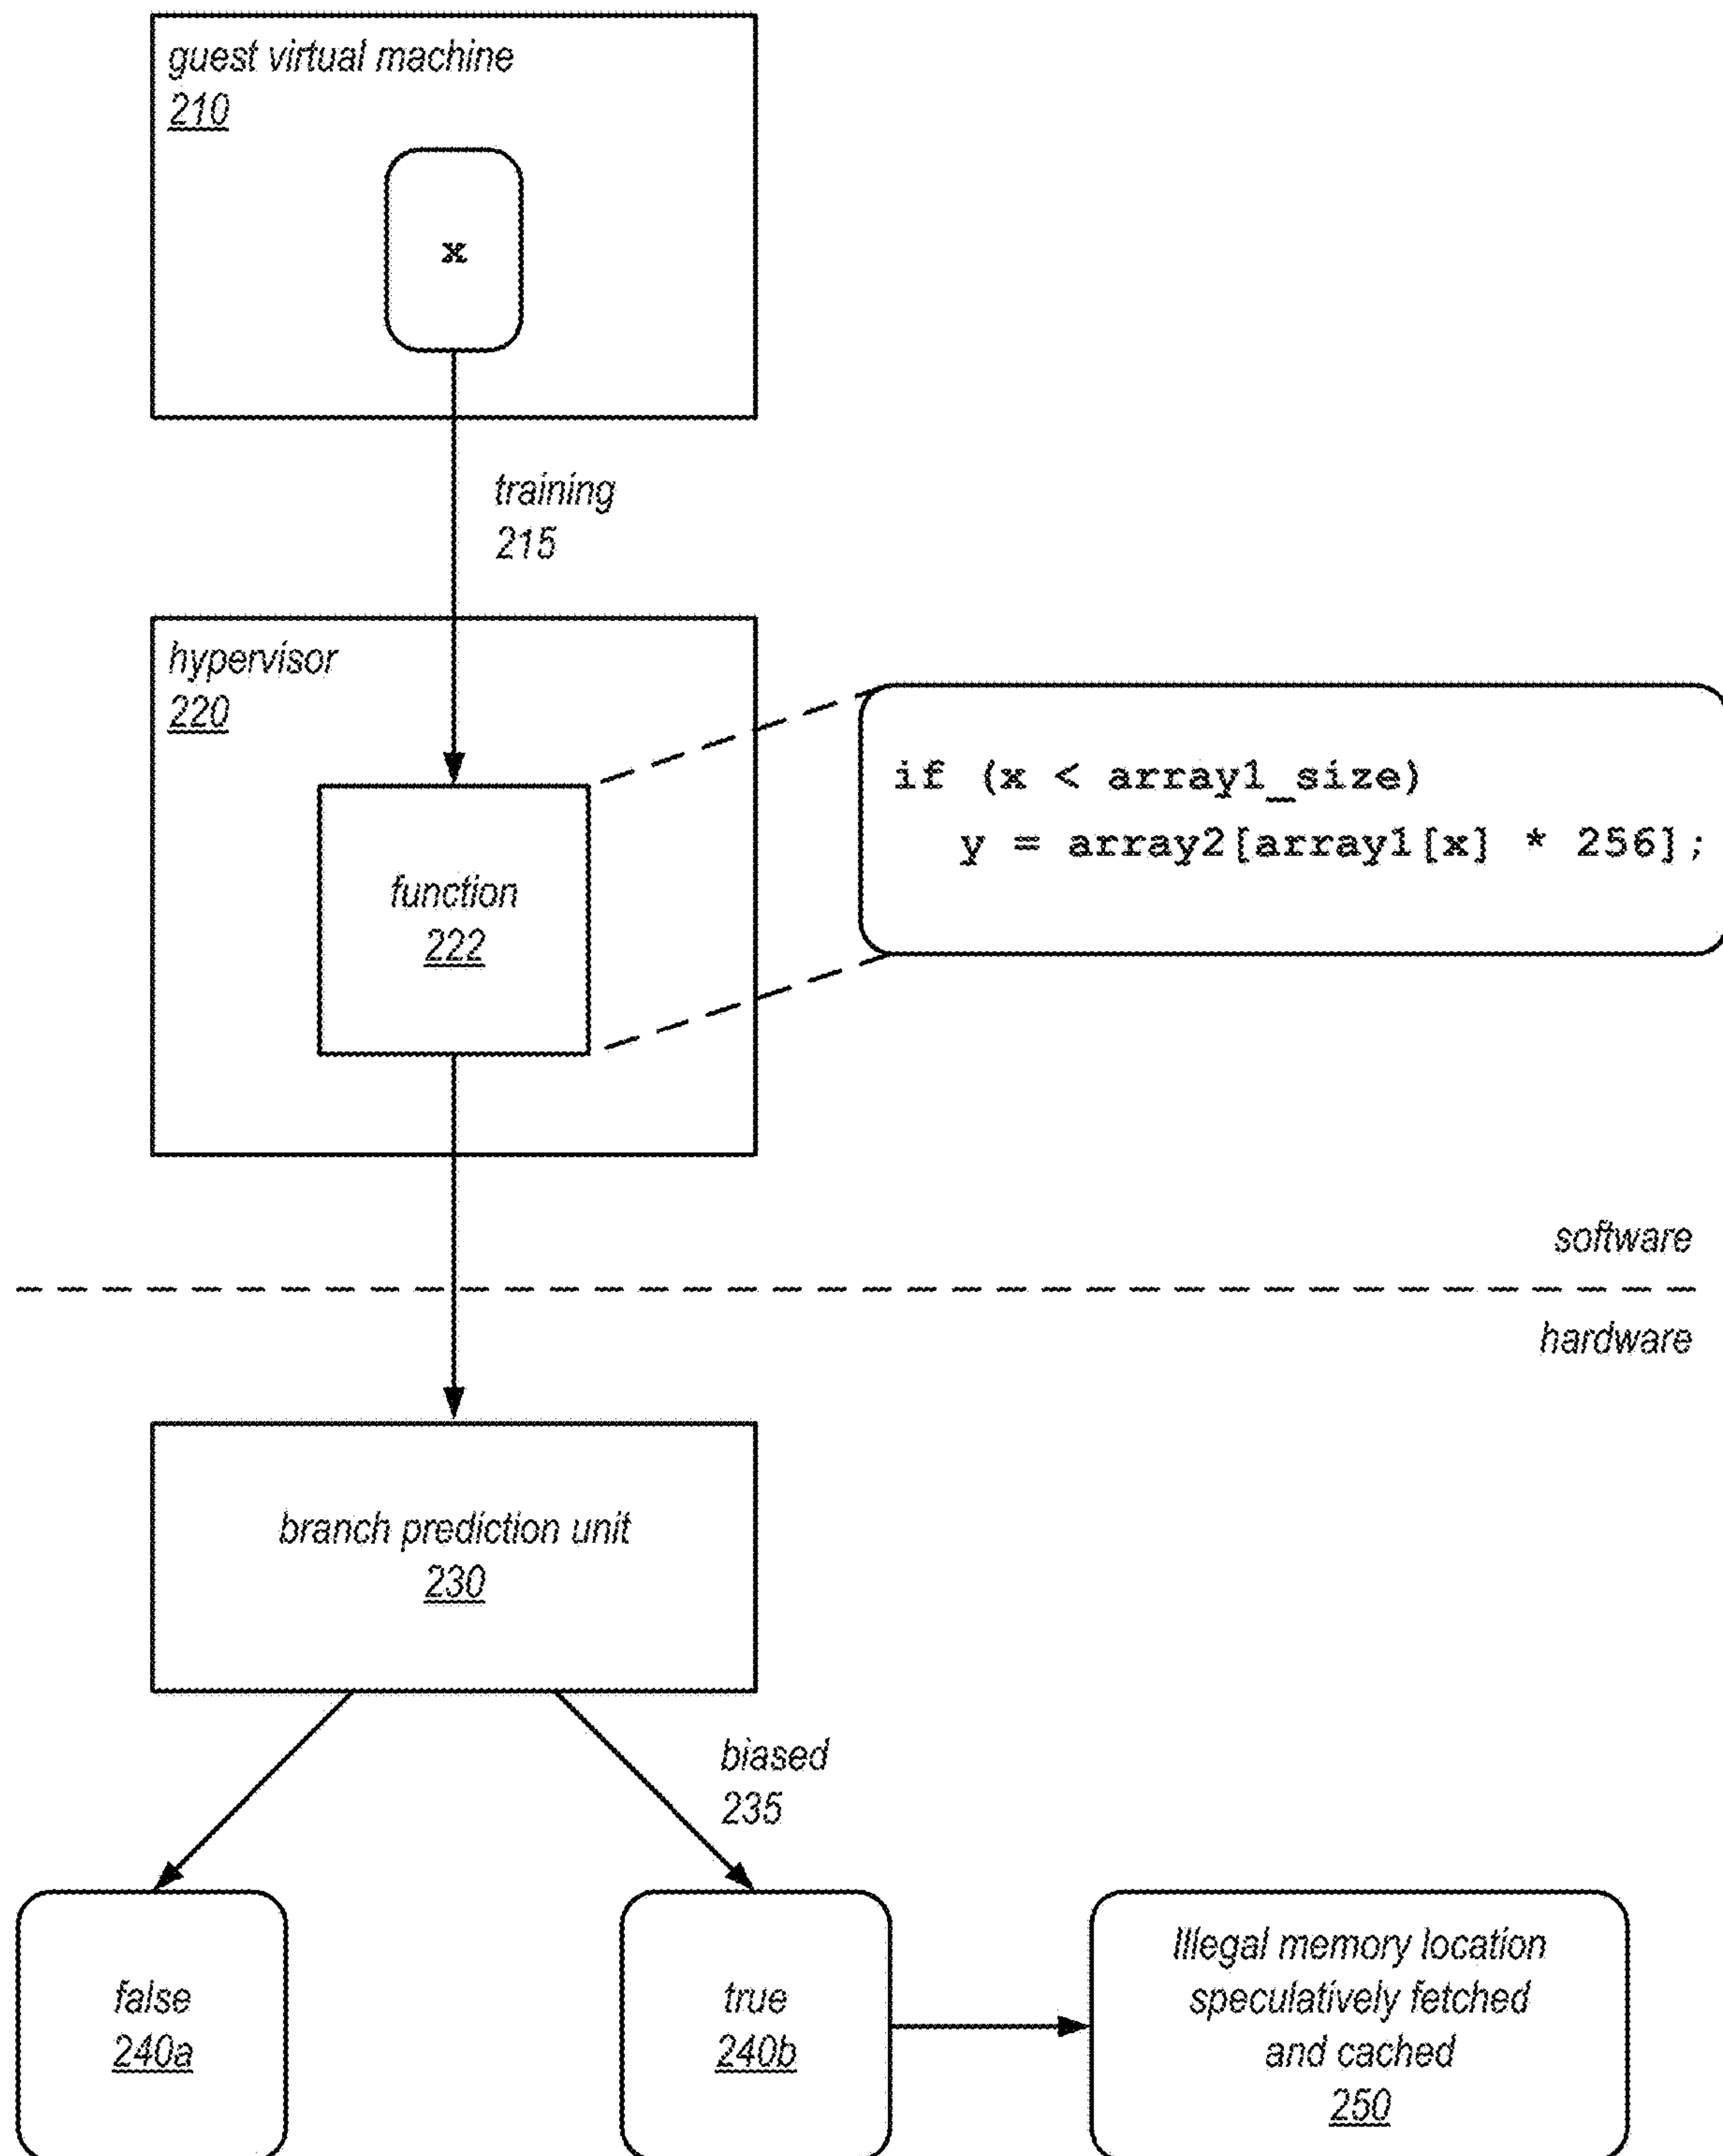 guest virtual machine
210
x
training
215
hypervisor
220
if (x < array1_size)
y = array2[array1[x] * 256];
function
222
software
hardware
branch prediction unit
230
biased
235
false
240a
true
240b
Illegal memory location
speculatively fetched
and cached
250